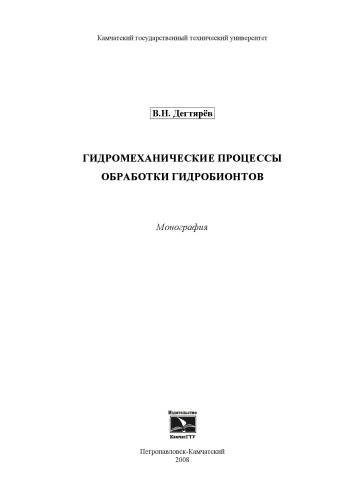 Камчатский государственный технический университет
В.Н. Дегтярёв
ГИДРОМЕХАНИЧЕСКИЕ ПРОЦЕССЫ
ОБРАБОТКИ ГИДРОБИОНТОВ
Монография
Издательство
КамчатГТУ
Петропавловск-Камчатский
2008